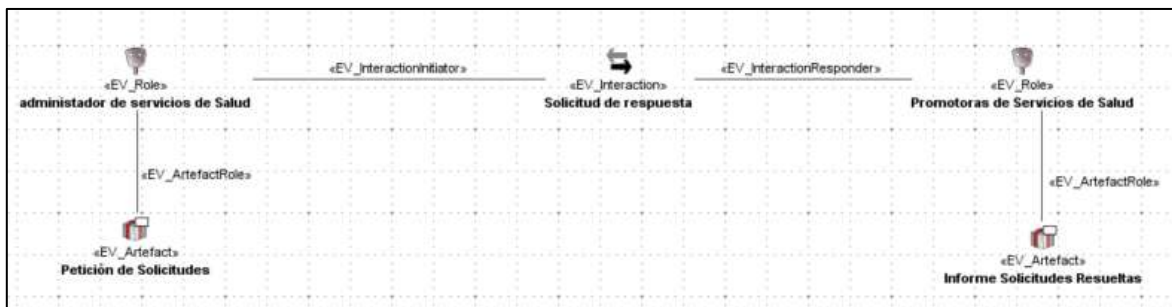 «EV_InteractionInitiator»
«EV_InteractionResponder»
«EV_Role»
«EV_Interaction»
«EV_Role»
administador de servicios de Salud
Solicitud de respuesta
Promotoras de Servicios de Salud
«EV_ArtefactRole»
«EV_ArtefactRole»
«EV_Artefact»
«EV_Artefact»
Petición de Solicitudes
Informe Solicitudes Resueltas